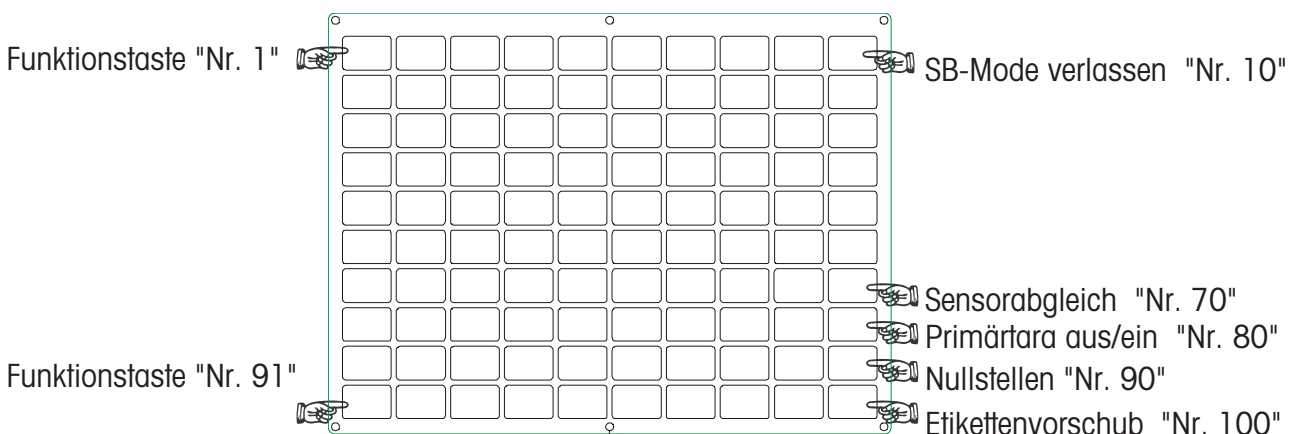 Funktionstaste "Nr. 1"
SB-Mode verlassen "Nr. 10"
Sensorabgleich "Nr. 70"
Primärtara aus/ein "Nr. 80"
Nullstellen "Nr. 90"
Funktionstaste "Nr. 91"
Etikettenvorschub "Nr. 100"